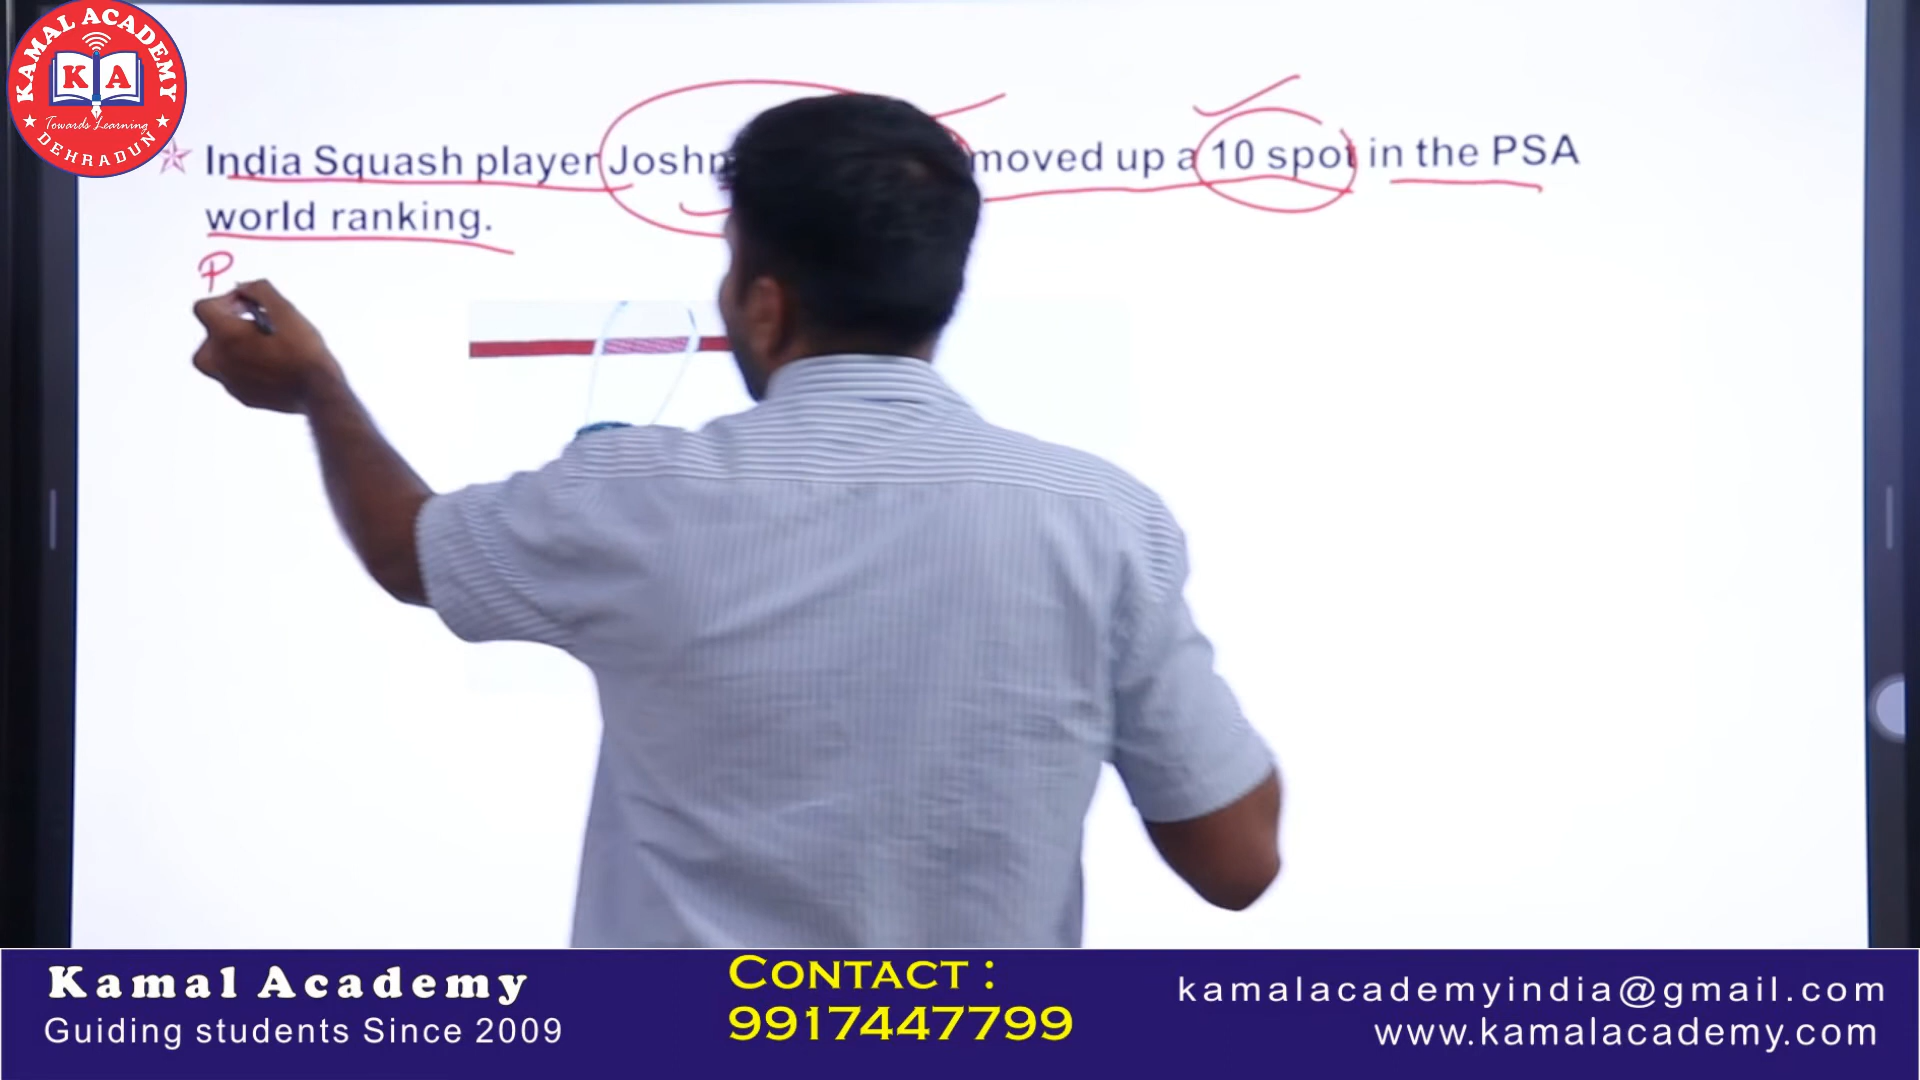 KAMAL ACADEMY
K A
Towards Learning
DEHRADUN
India Squash player Joshn moved up a 10 spot in the PSA
world ranking.
P
Kamal Academy
Guiding students Since 2009
CONTACT :
9917447799
kamalacademyindia@gmail.com
www.kamalacademy.com